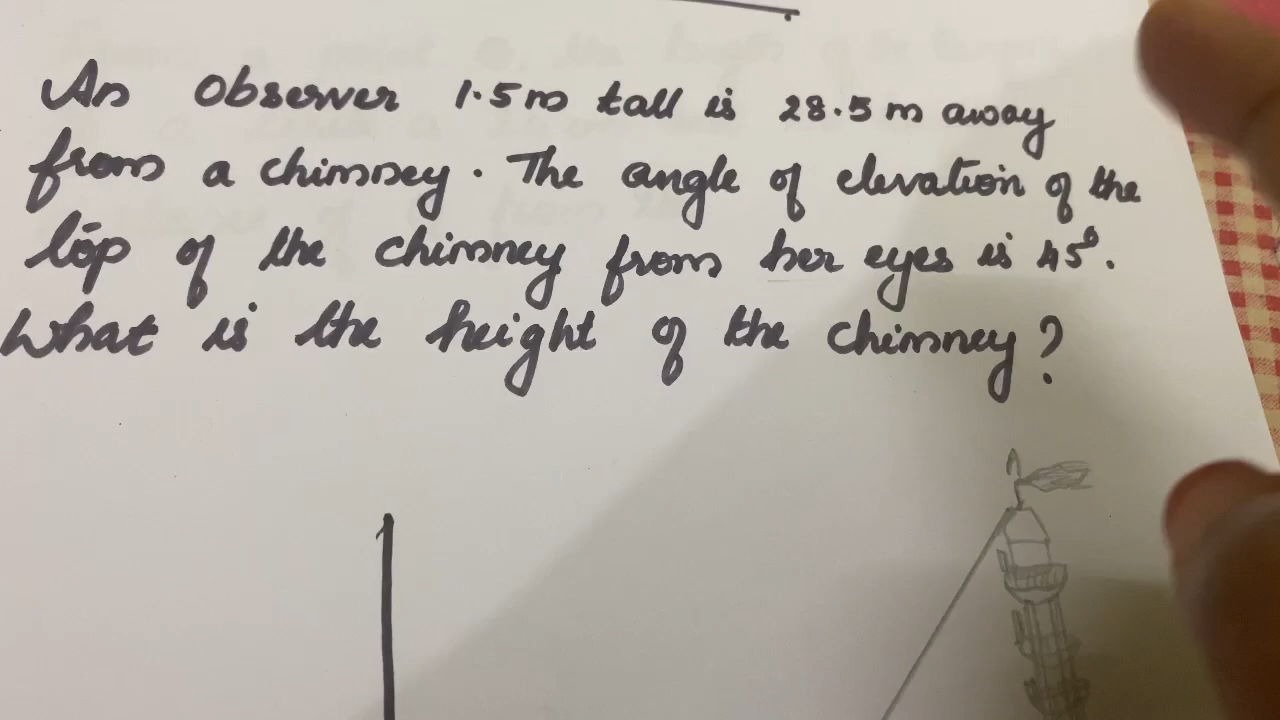 An observer 1.5m tall is 28.5 m away
from a chimney. The angle of elevation of the
top of the chimney from her eyes is 45°.
What is the height of the chimney?